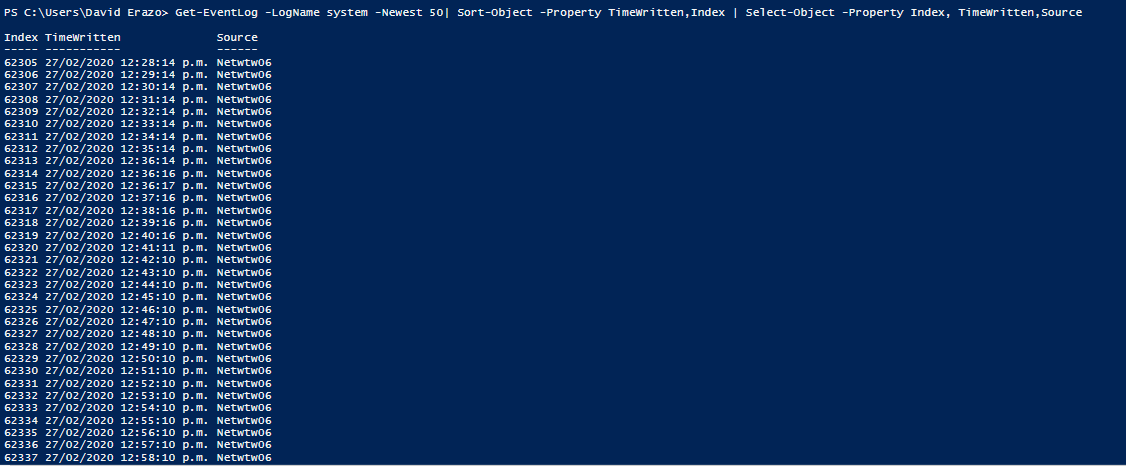 PS C:\Users\David Erazo> Get-EventLog -LogName system -Newest 50| Sort-Object -Property TimeWritten,Index | Select-Object -Property Index, TimeWritten,Source
Index TimeWritten Source
----- ----------- ------
62305 27/02/2020 12:28:14 p.m. Netwtw06
62306 27/02/2020 12:29:14 p.m. Netwtw06
62307 27/02/2020 12:30:14 p.m. Netwtw06
62308 27/02/2020 12:31:14 p.m. Netwtw06
62309 27/02/2020 12:32:14 p.m. Netwtw06
62310 27/02/2020 12:33:14 p.m. Netwtw06
62311 27/02/2020 12:34:14 p.m. Netwtw06
62312 27/02/2020 12:35:14 p.m. Netwtw06
62313 27/02/2020 12:36:14 p.m. Netwtw06
62314 27/02/2020 12:36:16 p.m. Netwtw06
62315 27/02/2020 12:36:17 p.m. Netwtw06
62316 27/02/2020 12:37:16 p.m. Netwtw06
62317 27/02/2020 12:38:16 p.m. Netwtw06
62318 27/02/2020 12:39:16 p.m. Netwtw06
62319 27/02/2020 12:40:16 p.m. Netwtw06
62320 27/02/2020 12:41:11 p.m. Netwtw06
62321 27/02/2020 12:42:10 p.m. Netwtw06
62322 27/02/2020 12:43:10 p.m. Netwtw06
62323 27/02/2020 12:44:10 p.m. Netwtw06
62324 27/02/2020 12:45:10 p.m. Netwtw06
62325 27/02/2020 12:46:10 p.m. Netwtw06
62326 27/02/2020 12:47:10 p.m. Netwtw06
62327 27/02/2020 12:48:10 p.m. Netwtw06
62328 27/02/2020 12:49:10 p.m. Netwtw06
62329 27/02/2020 12:50:10 p.m. Netwtw06
62330 27/02/2020 12:51:10 p.m. Netwtw06
62331 27/02/2020 12:52:10 p.m. Netwtw06
62332 27/02/2020 12:53:10 p.m. Netwtw06
62333 27/02/2020 12:54:10 p.m. Netwtw06
62334 27/02/2020 12:55:10 p.m. Netwtw06
62335 27/02/2020 12:56:10 p.m. Netwtw06
62336 27/02/2020 12:57:10 p.m. Netwtw06
62337 27/02/2020 12:58:10 p.m. Netwtw06